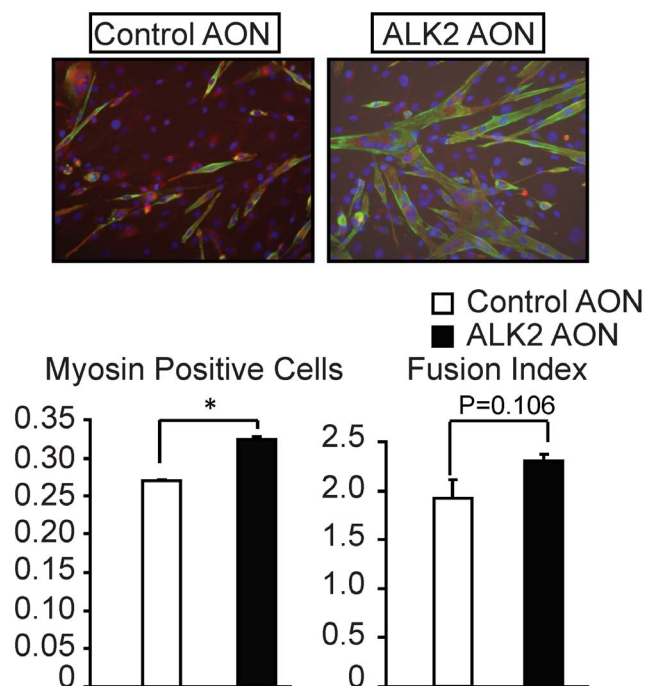 Control AON
ALK2 AON
Control AON
ALK2 AON
Myosin Positive Cells
Fusion Index
*
P=0.106
0.35
0.30
0.25
0.20
0.15
0.10
0.05
0
2.5
2.0
1.5
1.0
0.5
0